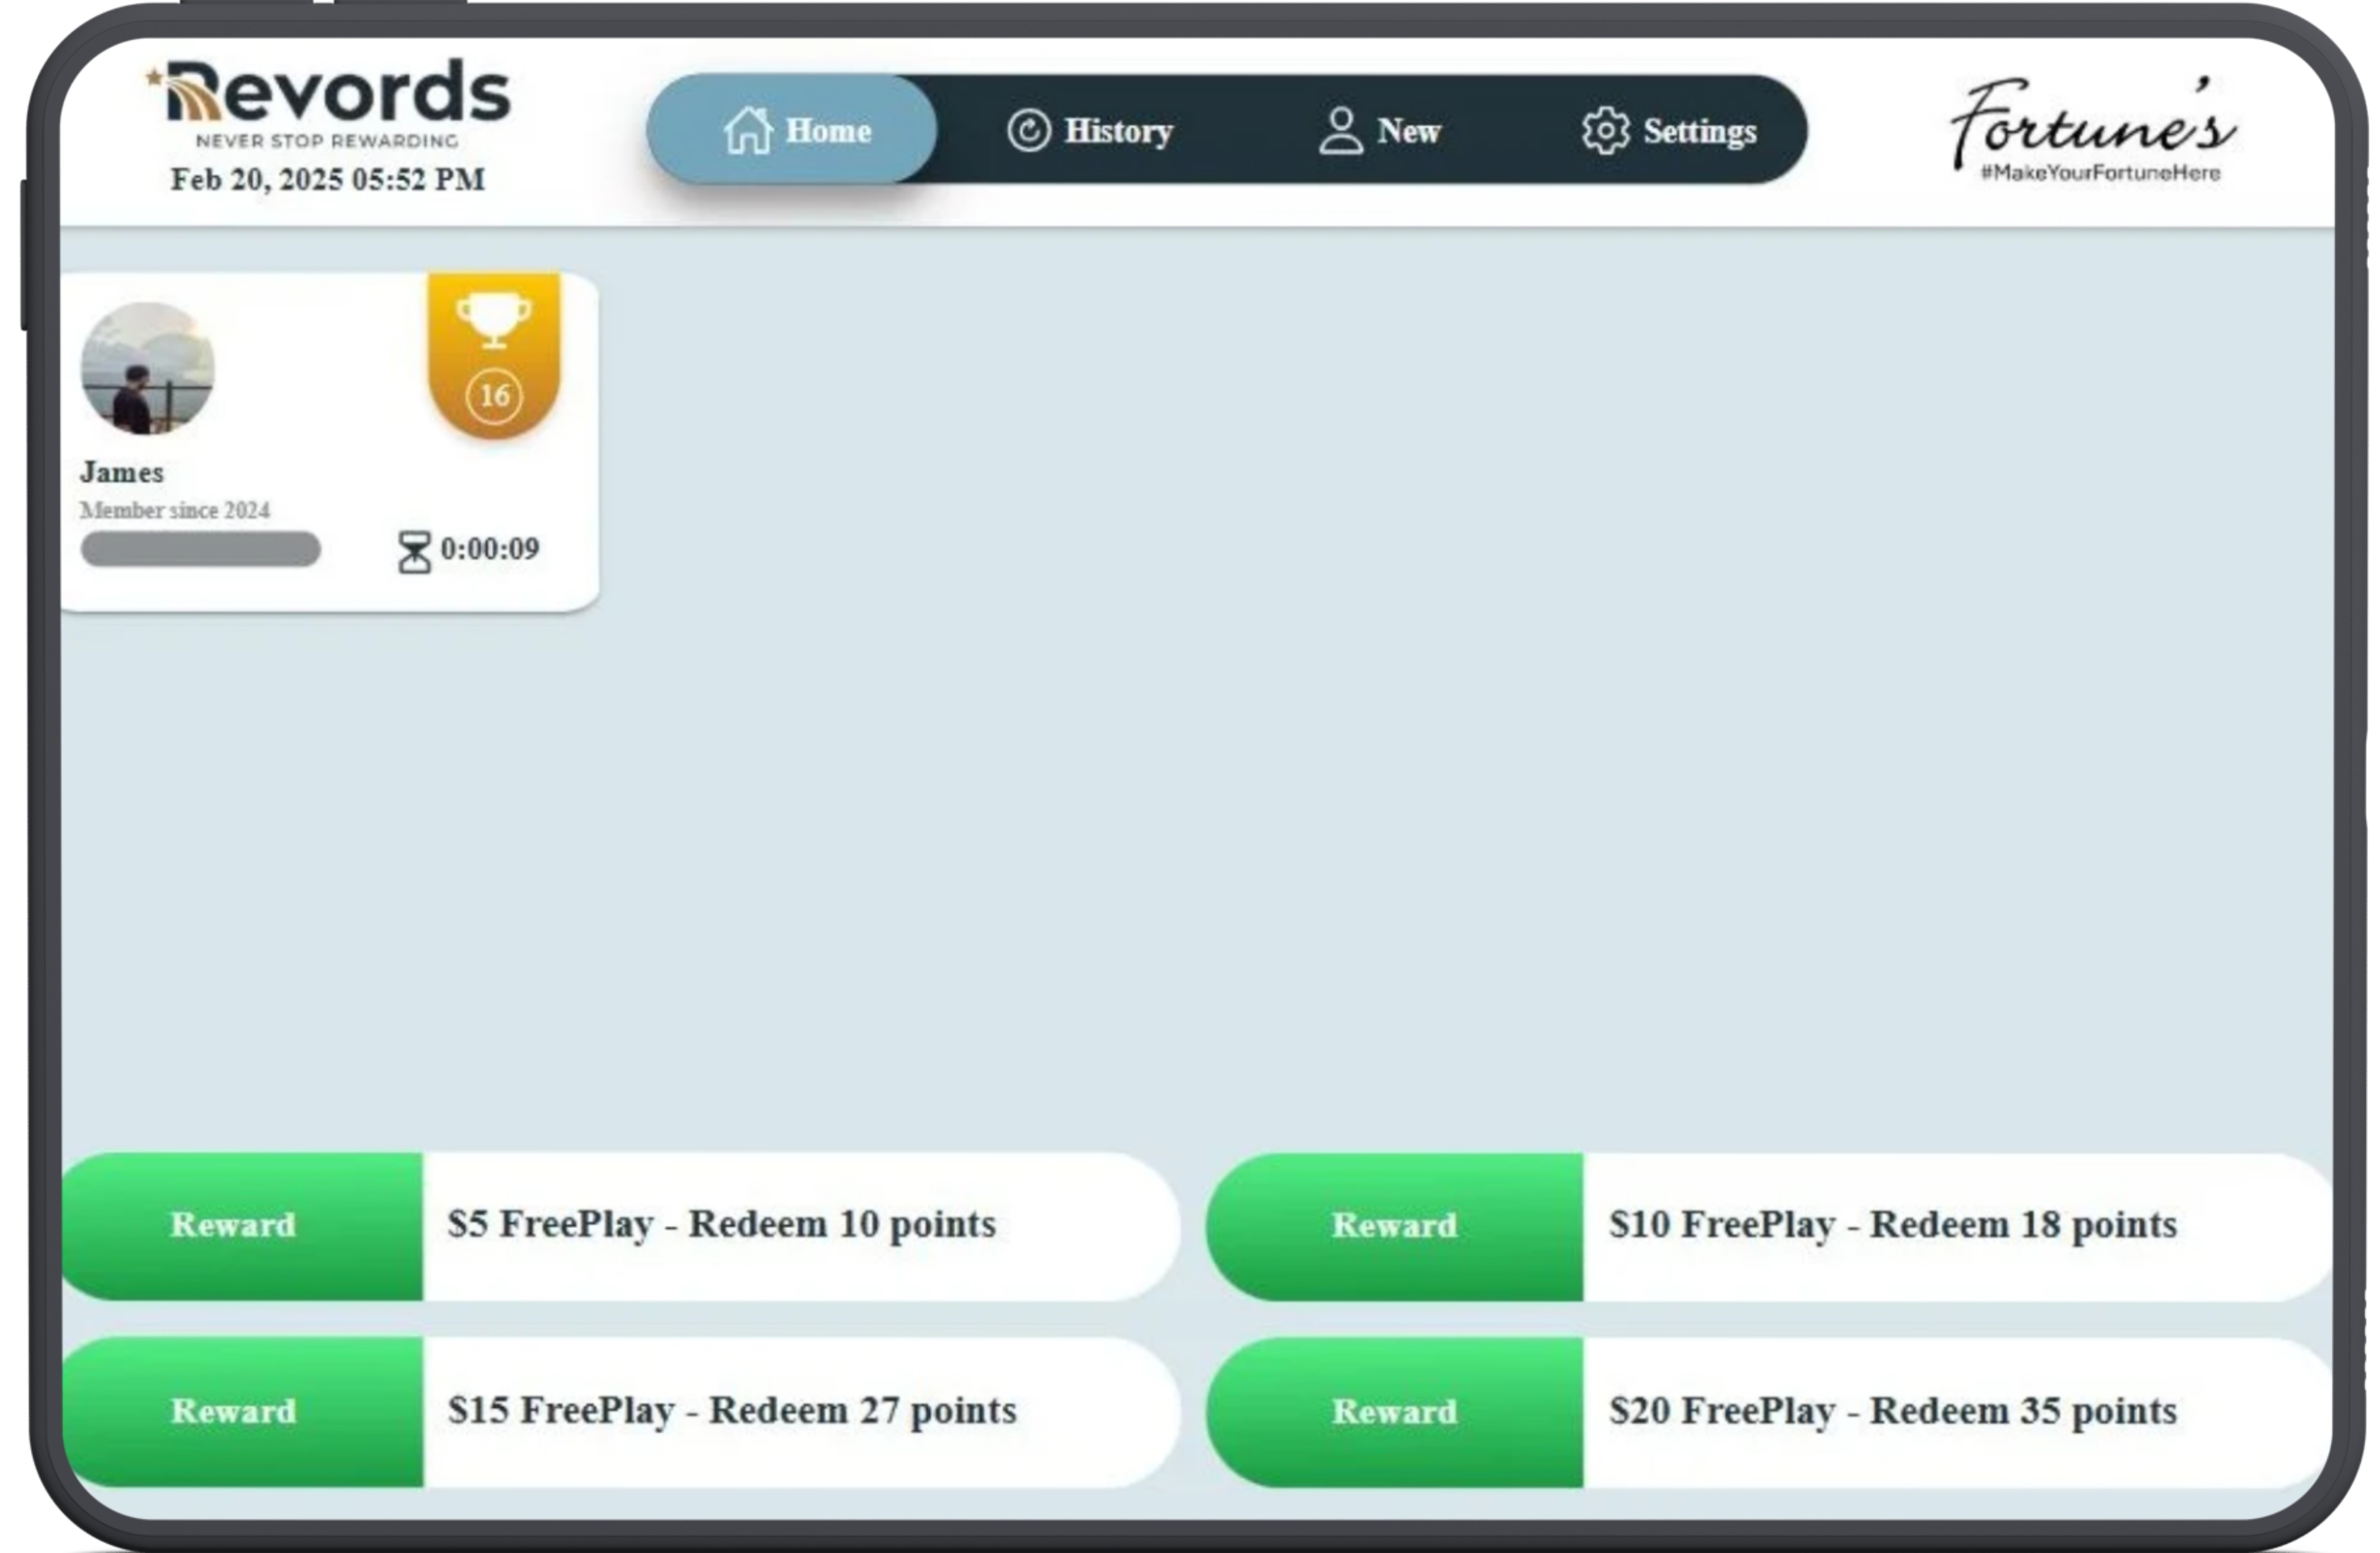 Revords
NEVER STOP REWARDING
Feb 20, 2025 05:52 PM
Home
History
New
Settings
Fortune's
#MakeYourFortuneHere
16
James
Member since 2024
0:00:09
Reward
$5 FreePlay - Redeem 10 points
Reward
$10 FreePlay - Redeem 18 points
Reward
$15 FreePlay - Redeem 27 points
Reward
$20 FreePlay - Redeem 35 points